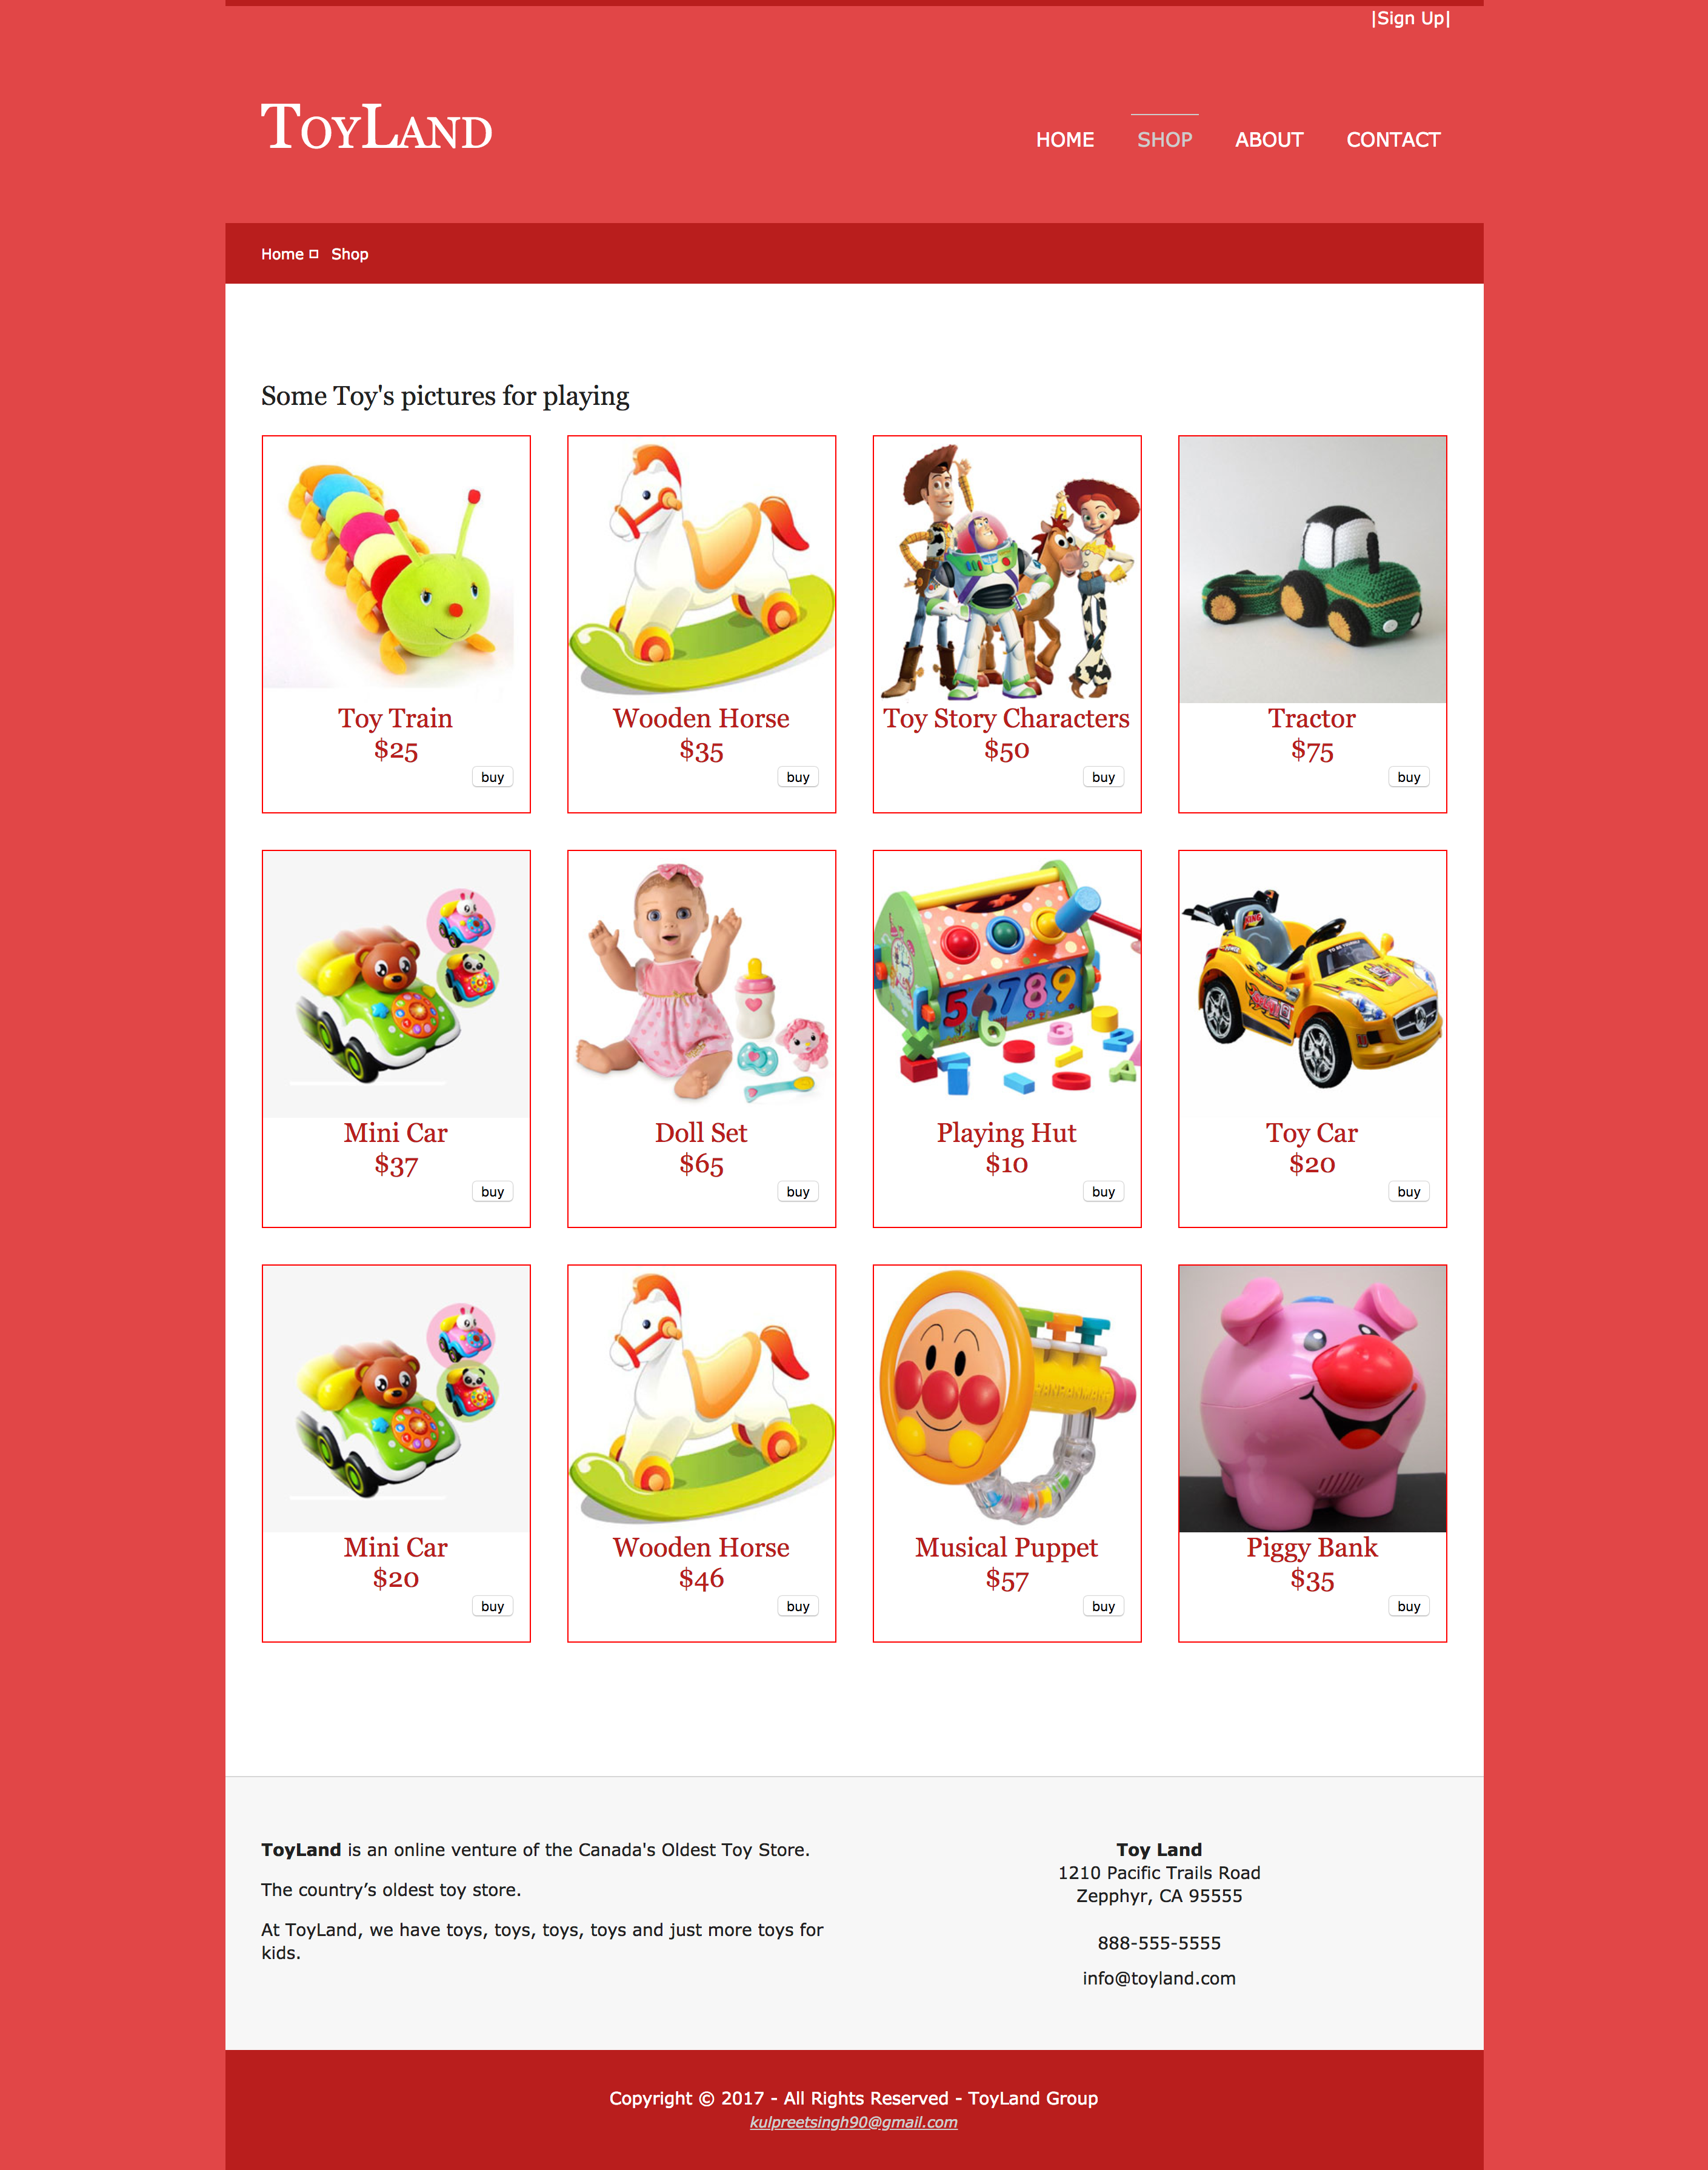 |Sign Up|
ToyLand
HOME SHOP ABOUT CONTACT
Home Shop
Some Toy's pictures for playing
Toy Train
$25
buy
Wooden Horse
$35
buy
Toy Story Characters
$50
buy
Tractor
$75
buy
Mini Car
$37
buy
Doll Set
$65
buy
5 6 7 8 9
Playing Hut
$10
buy
KING
Toy Car
$20
buy
Mini Car
$20
buy
Wooden Horse
$46
buy
Musical Puppet
$57
buy
Piggy Bank
$35
buy
ToyLand is an online venture of the Canada's Oldest Toy Store.
The country’s oldest toy store.
At ToyLand, we have toys, toys, toys, toys and just more toys for
kids.
Toy Land
1210 Pacific Trails Road
Zepphyr, CA 95555
888-555-5555
info@toyland.com
Copyright © 2017 - All Rights Reserved - ToyLand Group
kulpreetsingh90@gmail.com